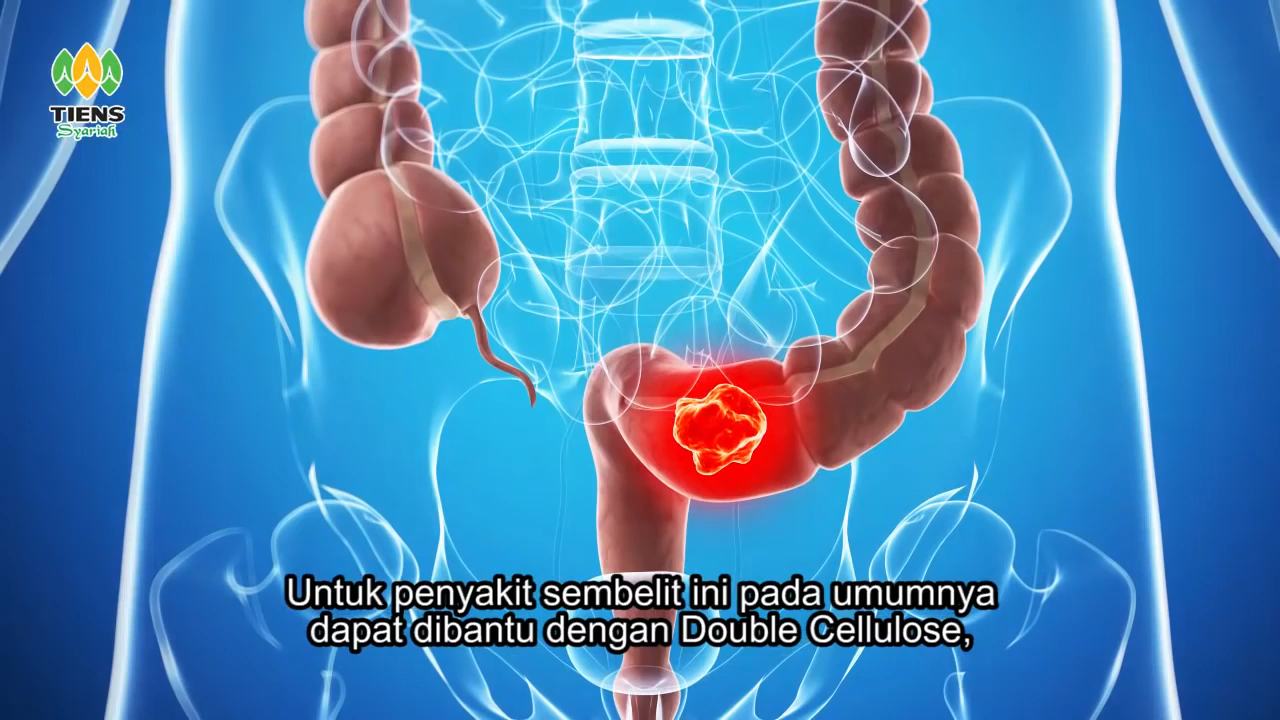 TIENS
Syariah
Untuk penyakit sembelit ini pada umumnya
dapat dibantu dengan Double Cellulose,